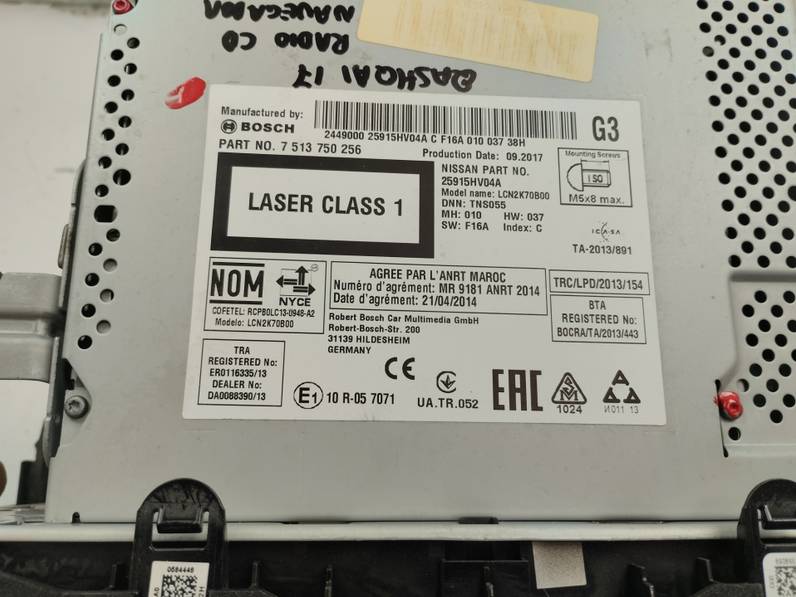 NAVEGAMA
RADIO CD
QASHQAI 17
Manufactured by:
BOSCH
2449000 25915HV04A C F16A 010 037 38H
G3
PART NO. 7 513 750 256
Production Date: 09.2017
LASER CLASS 1
NISSAN PART NO.
25915HV04A
Model name: LCN2K70B00
DNN: TNS055
MH: 010 HW: 037
SW: F16A Index: C
Mounting Screws
ISO
M5x8 max.
ICASA
TA-2013/891
NOM
NYCE
COFETEL: RCPBOLC13-0948-A2
Modelo: LCN2K70B00
AGREE PAR L'ANRT MAROC
Numéro d'agrément: MR 9181 ANRT 2014
Date d'agrément: 21/04/2014
TRC/LPD/2013/154
BTA
REGISTERED No:
BOCRA/TA/2013/443
Robert Bosch Car Multimedia GmbH
Robert-Bosch-Str. 200
31139 HILDESHEIM
GERMANY
TRA
REGISTERED No:
ER0116335/13
DEALER No:
DA0088390/13
CE
E1 10 R-05 7071
UA.TR.052
EAC
1024
И011 13
0684446